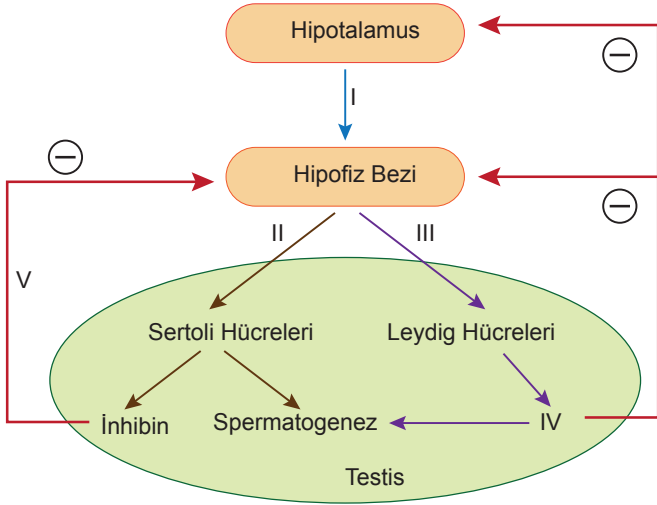 Hipotalamus
−
I
−
Hipofiz Bezi
−
II
III
V
Sertoli Hücreleri
Leydig Hücreleri
İnhibin
Spermatogenez
IV
Testis